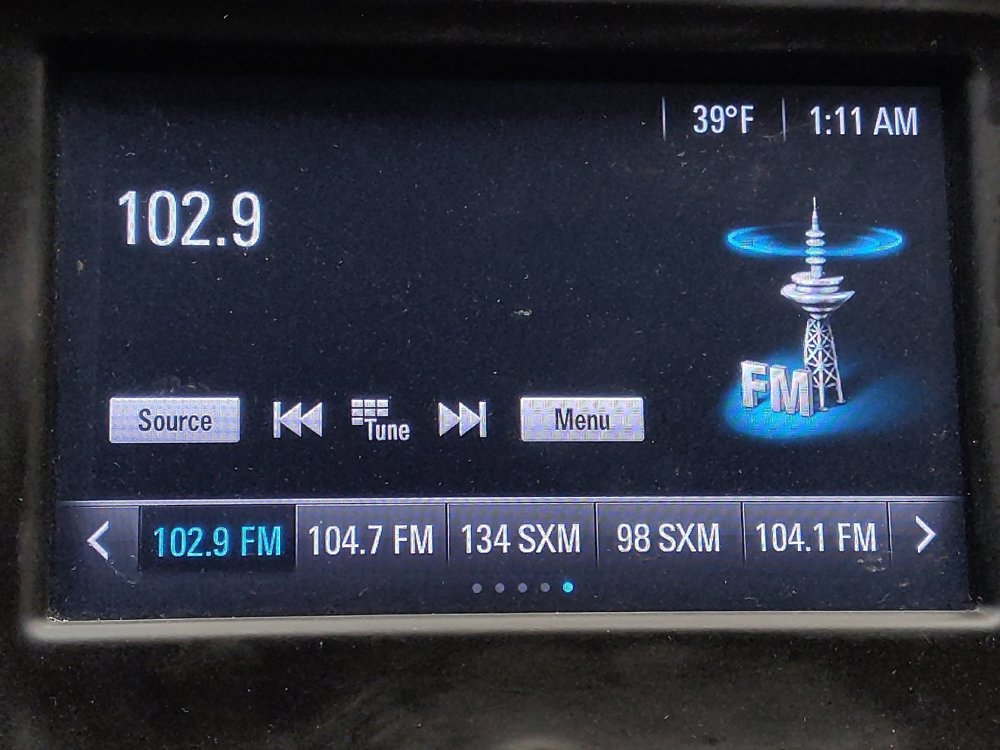 39°F 1:11 AM
102.9
FM
Source Tune Menu
102.9 FM 104.7 FM 134 SXM 98 SXM 104.1 FM